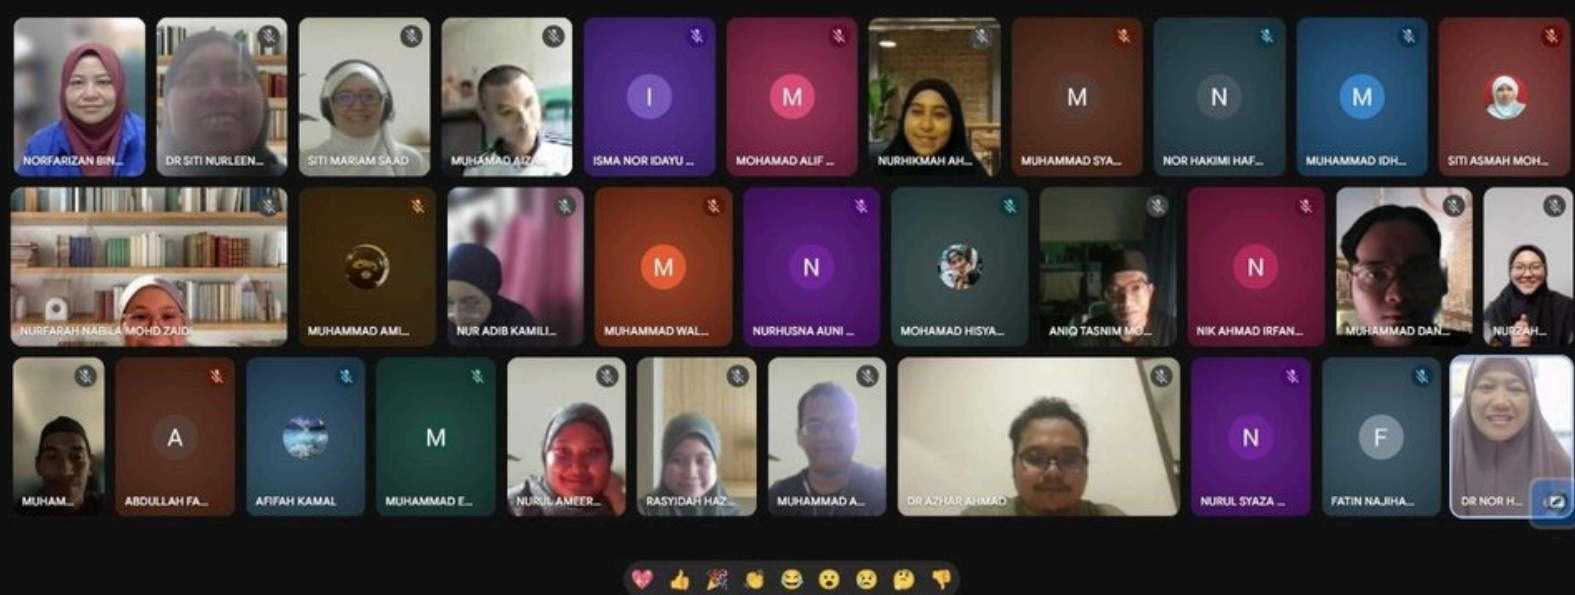 NORFARIZAN BIN...
DR SITI NURLEEN...
SITI MARIAM SAAD
MUHAMAD AIZA...
I
ISMA NOR IDAYU ...
M
MOHAMAD ALIF ...
NURHIKMAH AH...
M
MUHAMMAD SYA...
N
NOR HAKIMI HAF...
M
MUHAMMAD IDH...
SITI ASMAH MOH...
NURFARAH NABILA MOHD ZAIDI
MUHAMMAD AMI...
NUR ADIB KAMILI...
M
MUHAMMAD WAL...
N
NURHUSNA AUNI ...
MOHAMAD HISYA...
ANIQ TASNIM MO...
N
NIK AHMAD IRFAN...
MUHAMMAD DAN...
NURZAH...
MUHAM...
A
ABDULLAH FA...
AFIFAH KAMAL
M
MUHAMMAD E...
NURUL AMEER...
RASYIDAH HAZ...
MUHAMMAD A...
DR AZHAR AHMAD
N
NURUL SYAZA ...
F
FATIN NAJIHA...
DR NOR H...